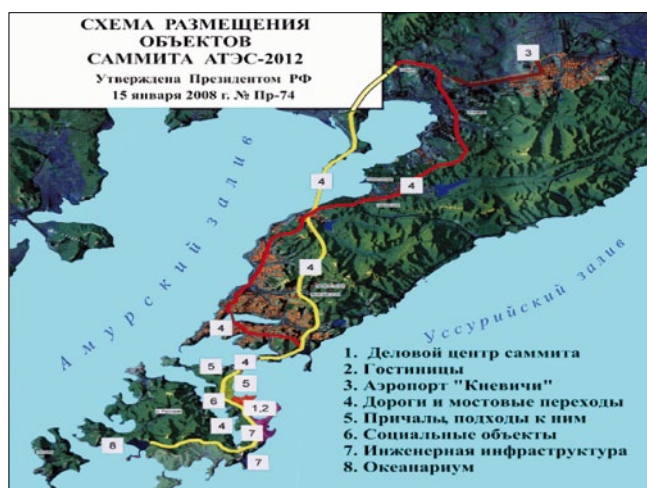 СХЕМА РАЗМЕЩЕНИЯ
ОБЪЕКТОВ
САММИТА АТЭС-2012
Утверждена Президентом РФ
15 января 2008 г. № Пр-74
3
4
4
4
Амурский залив
Уссурийский залив
4
4
5
5
6
1,2
4
7
8
7
1. Деловой центр саммита
2. Гостиницы
3. Аэропорт "Кневичи"
4. Дороги и мостовые переходы
5. Причалы, подходы к ним
6. Социальные объекты
7. Инженерная инфраструктура
8. Океанариум